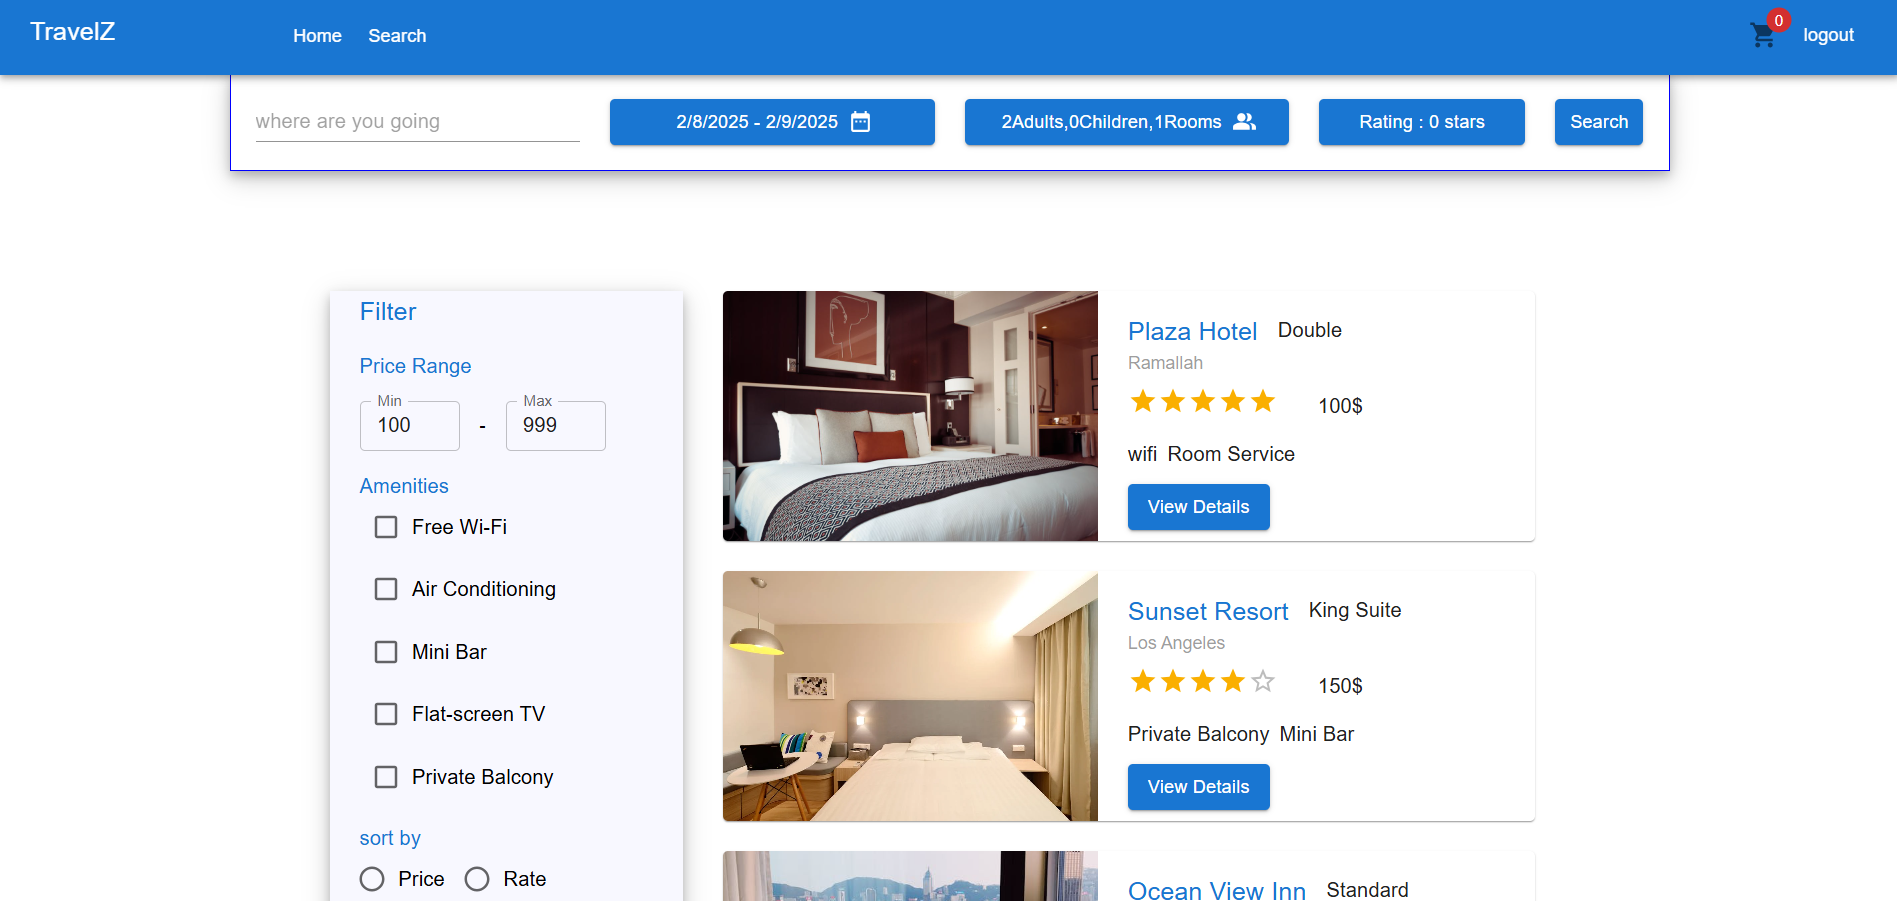 TravelZ
Home Search
0
logout
where are you going
2/8/2025 - 2/9/2025
2Adults,0Children,1Rooms
Rating : 0 stars
Search
Filter
Price Range
Min
100
-
Max
999
Amenities
Free Wi-Fi
Air Conditioning
Mini Bar
Flat-screen TV
Private Balcony
sort by
Price Rate
Plaza Hotel Double
Ramallah
100$
wifi Room Service
View Details
Sunset Resort King Suite
Los Angeles
150$
Private Balcony Mini Bar
View Details
Ocean View Inn Standard